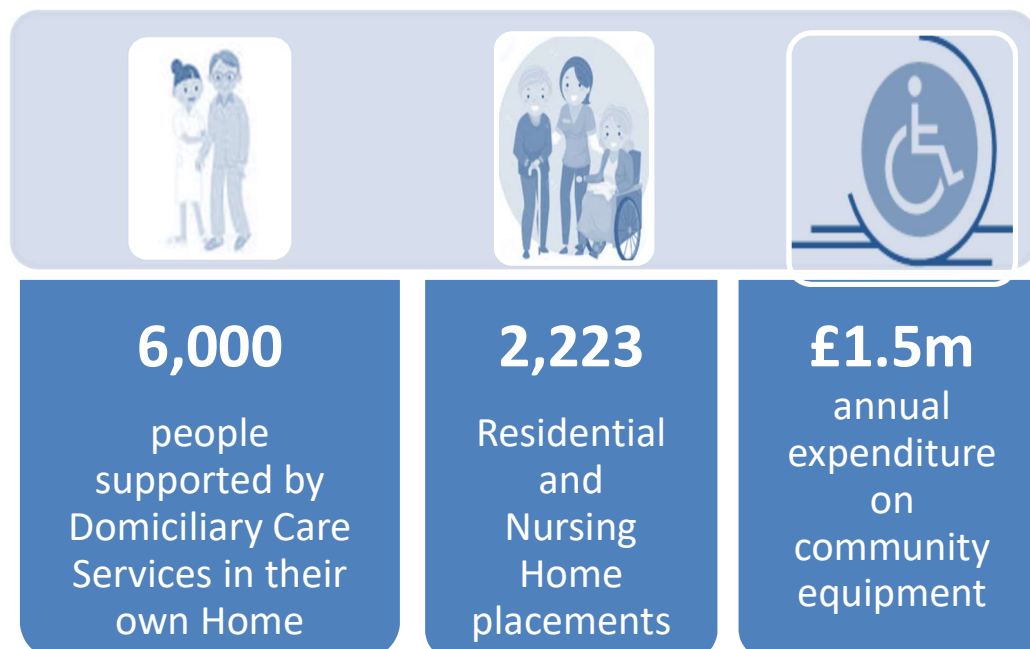 6,000
people
supported by
Domiciliary Care
Services in their
own Home
2,223
Residential
and
Nursing
Home
placements
£1.5m
annual
expenditure
on
community
equipment